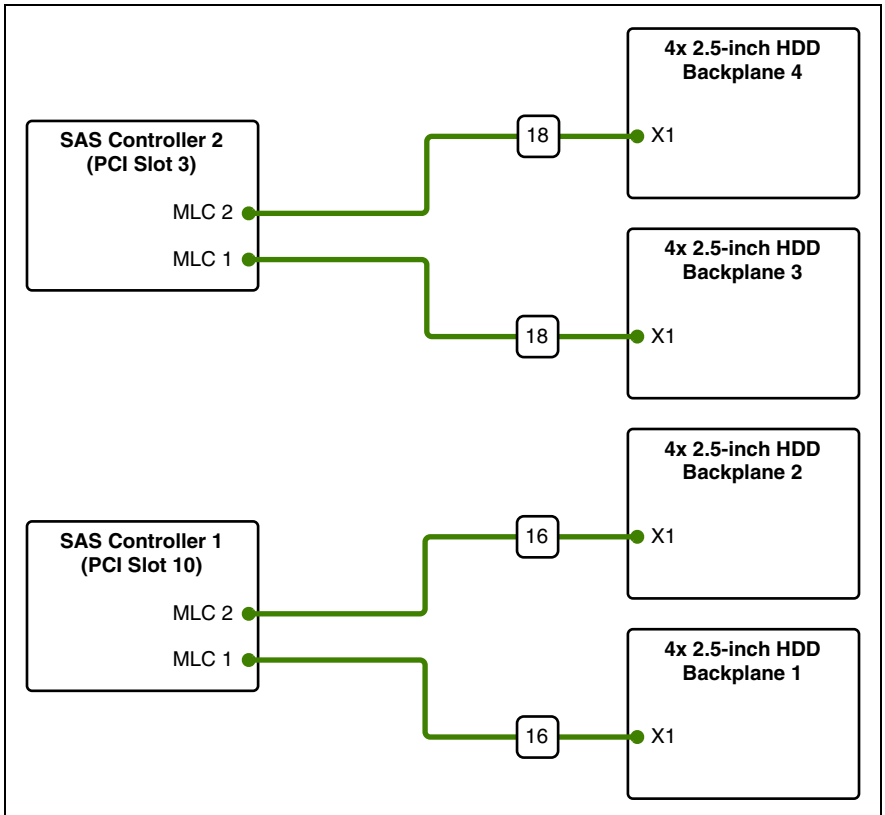 4x 2.5-inch HDD
Backplane 4
18
X1
SAS Controller 2
(PCI Slot 3)
MLC 2
MLC 1
4x 2.5-inch HDD
Backplane 3
18
X1
4x 2.5-inch HDD
Backplane 2
16
X1
SAS Controller 1
(PCI Slot 10)
MLC 2
MLC 1
4x 2.5-inch HDD
Backplane 1
16
X1